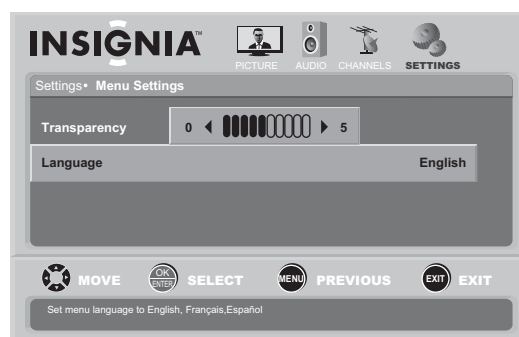 INSIGNIA™
PICTURE AUDIO CHANNELS SETTINGS
Settings• Menu Settings
Transparency 0 5
Language English
MOVE OK ENTER SELECT MENU PREVIOUS EXIT EXIT
Set menu language to English, Français,Español